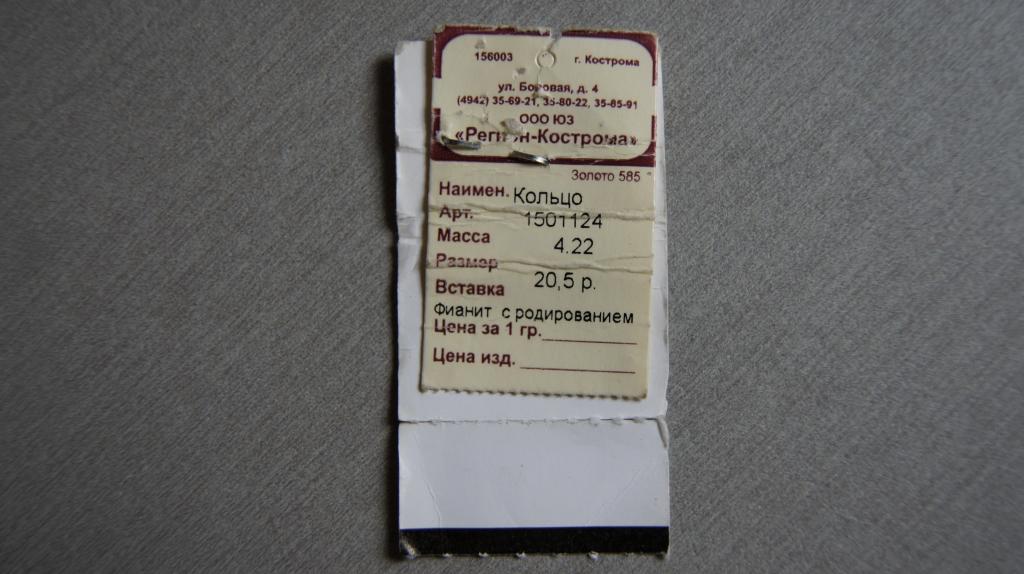 156003 г. Кострома
ул. Боровая, д. 4
(4942) 35-69-21, 35-80-22, 35-85-91
ООО ЮЗ
«Регион-Кострома»
Золото 585
Наимен. Кольцо
Арт. 1501124
Масса 4.22
Размер 20,5 р.
Вставка
Фианит с родированием
Цена за 1 гр.
Цена изд.